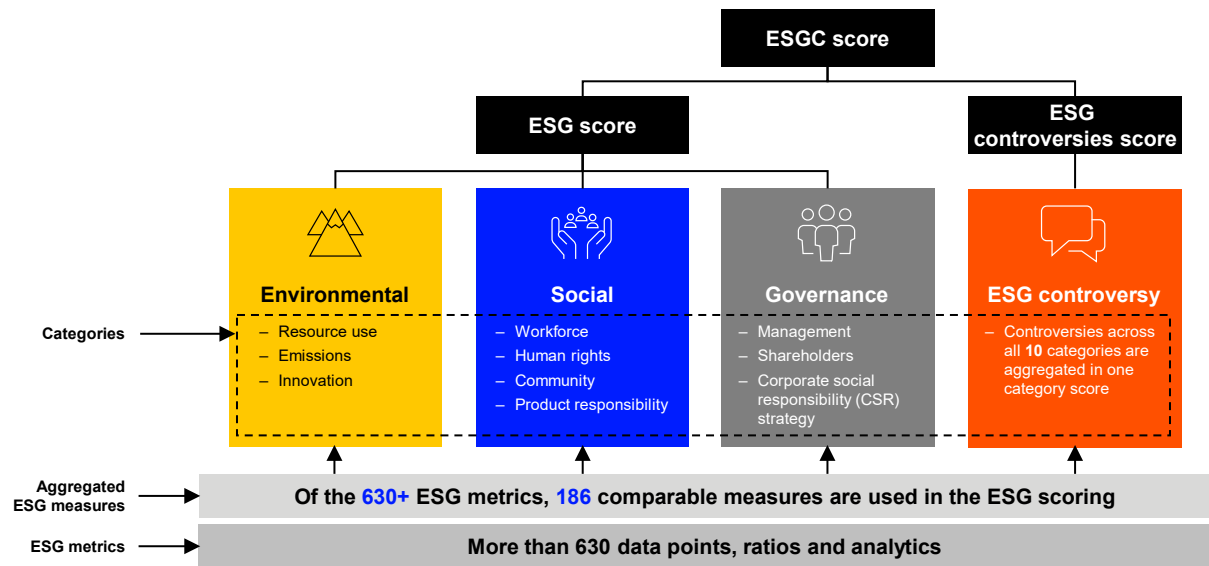 ESGC score
ESG score
ESG
controversies score
Environmental
Social
Governance
ESG controversy
Categories
– Resource use
– Emissions
– Innovation
– Workforce
– Human rights
– Community
– Product responsibility
– Management
– Shareholders
– Corporate social
responsibility (CSR)
strategy
– Controversies across
all 10 categories are
aggregated in one
category score
Aggregated
ESG measures
Of the 630+ ESG metrics, 186 comparable measures are used in the ESG scoring
ESG metrics
More than 630 data points, ratios and analytics